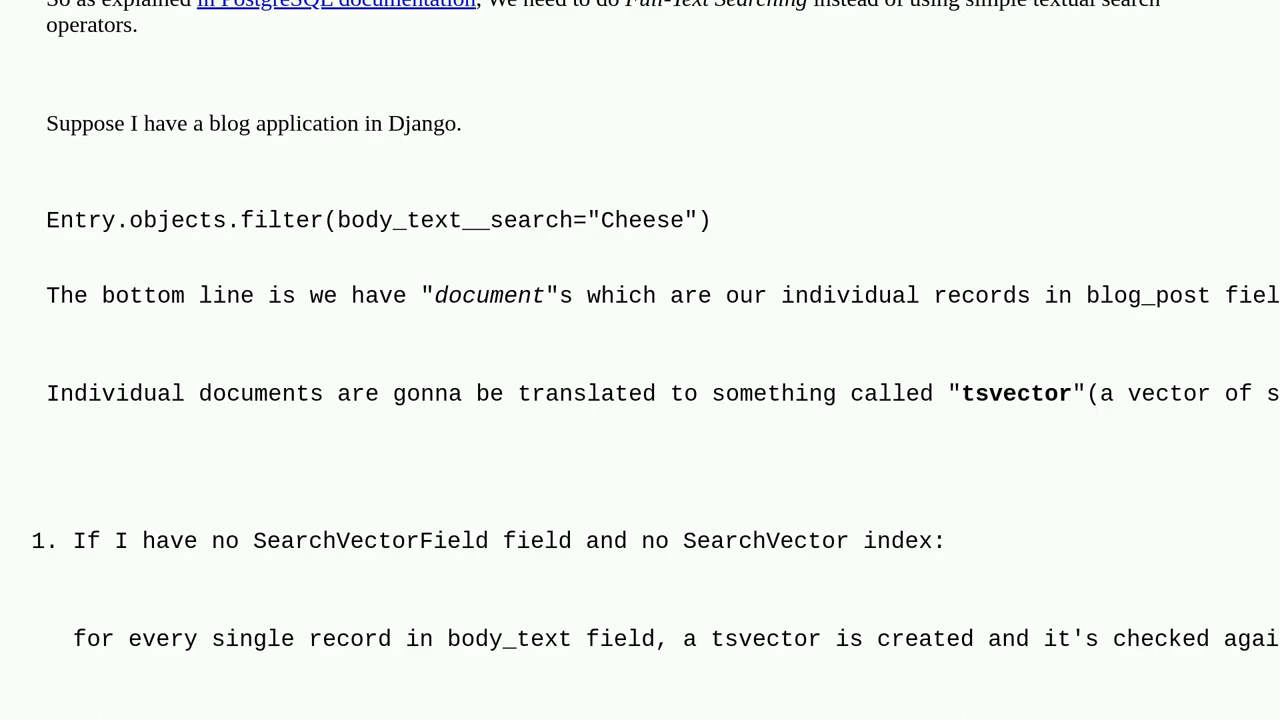 So as explained in PostgreSQL documentation, We need to do Full-Text Searching instead of using simple textual search
operators.
Suppose I have a blog application in Django.
Entry.objects.filter(body_text__search="Cheese")
The bottom line is we have "document"s which are our individual records in blog_post fiel
Individual documents are gonna be translated to something called "tsvector"(a vector of s
1. If I have no SearchVectorField field and no SearchVector index:
for every single record in body_text field, a tsvector is created and it's checked agai